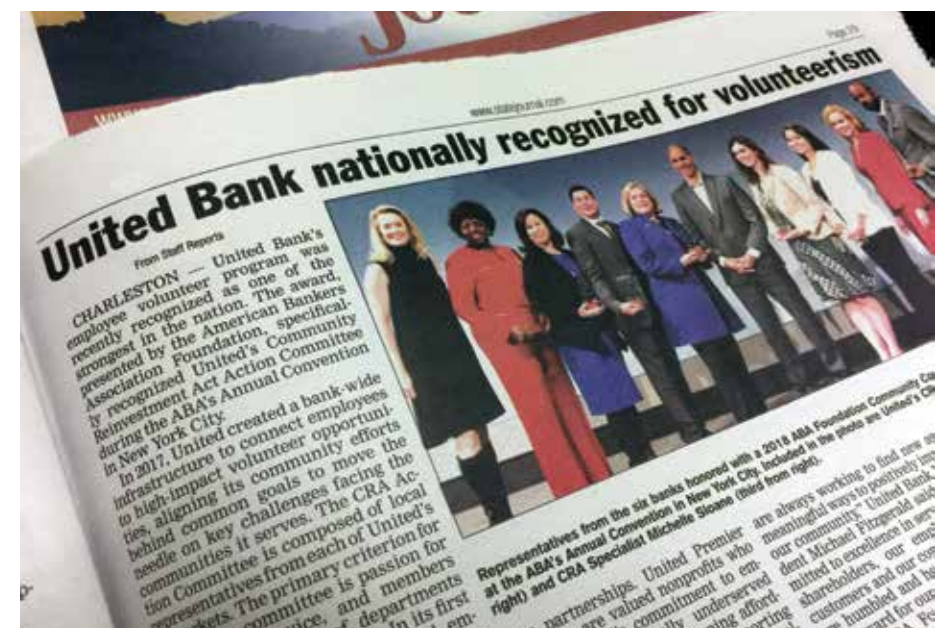 WWW
Page 19
www.statejournal.com
United Bank nationally recognized for volunteerism
From Staff Reports
CHARLESTON — United Bank's
employee volunteer program was
recently recognized as one of the
strongest in the nation. The award,
presented by the American Bankers
Association Foundation, specifical-
ly recognized United's Community
Reinvestment Act Action Committee
during the ABA's Annual Convention
in New York City.
In 2017, United created a bank-wide
infrastructure to connect employees
to high-impact volunteer opportuni-
ties, aligning its community efforts
behind common goals to move the
needle on key challenges facing the
communities it serves. The CRA Ac-
tion Committee is composed of local
representatives from each of United's
The primary criterion for
committee is passion for
and members
of departments
In its first
Representatives from the six banks honored with a 2018 ABA Foundation Community
at the ABA's Annual Convention in New York City. Included in the photo are United's
right) and CRA Specialist Michelle Sloane (third from right).
partnerships, United Premier
valued nonprofits who
commitment to em-
underserved
afford-
are always working to find new
meaningful ways to positively
our community," United Bank
dent Michael Fitzgerald said.
mitted to excellence in
shareholders, our
customers and our
humbled and
for our